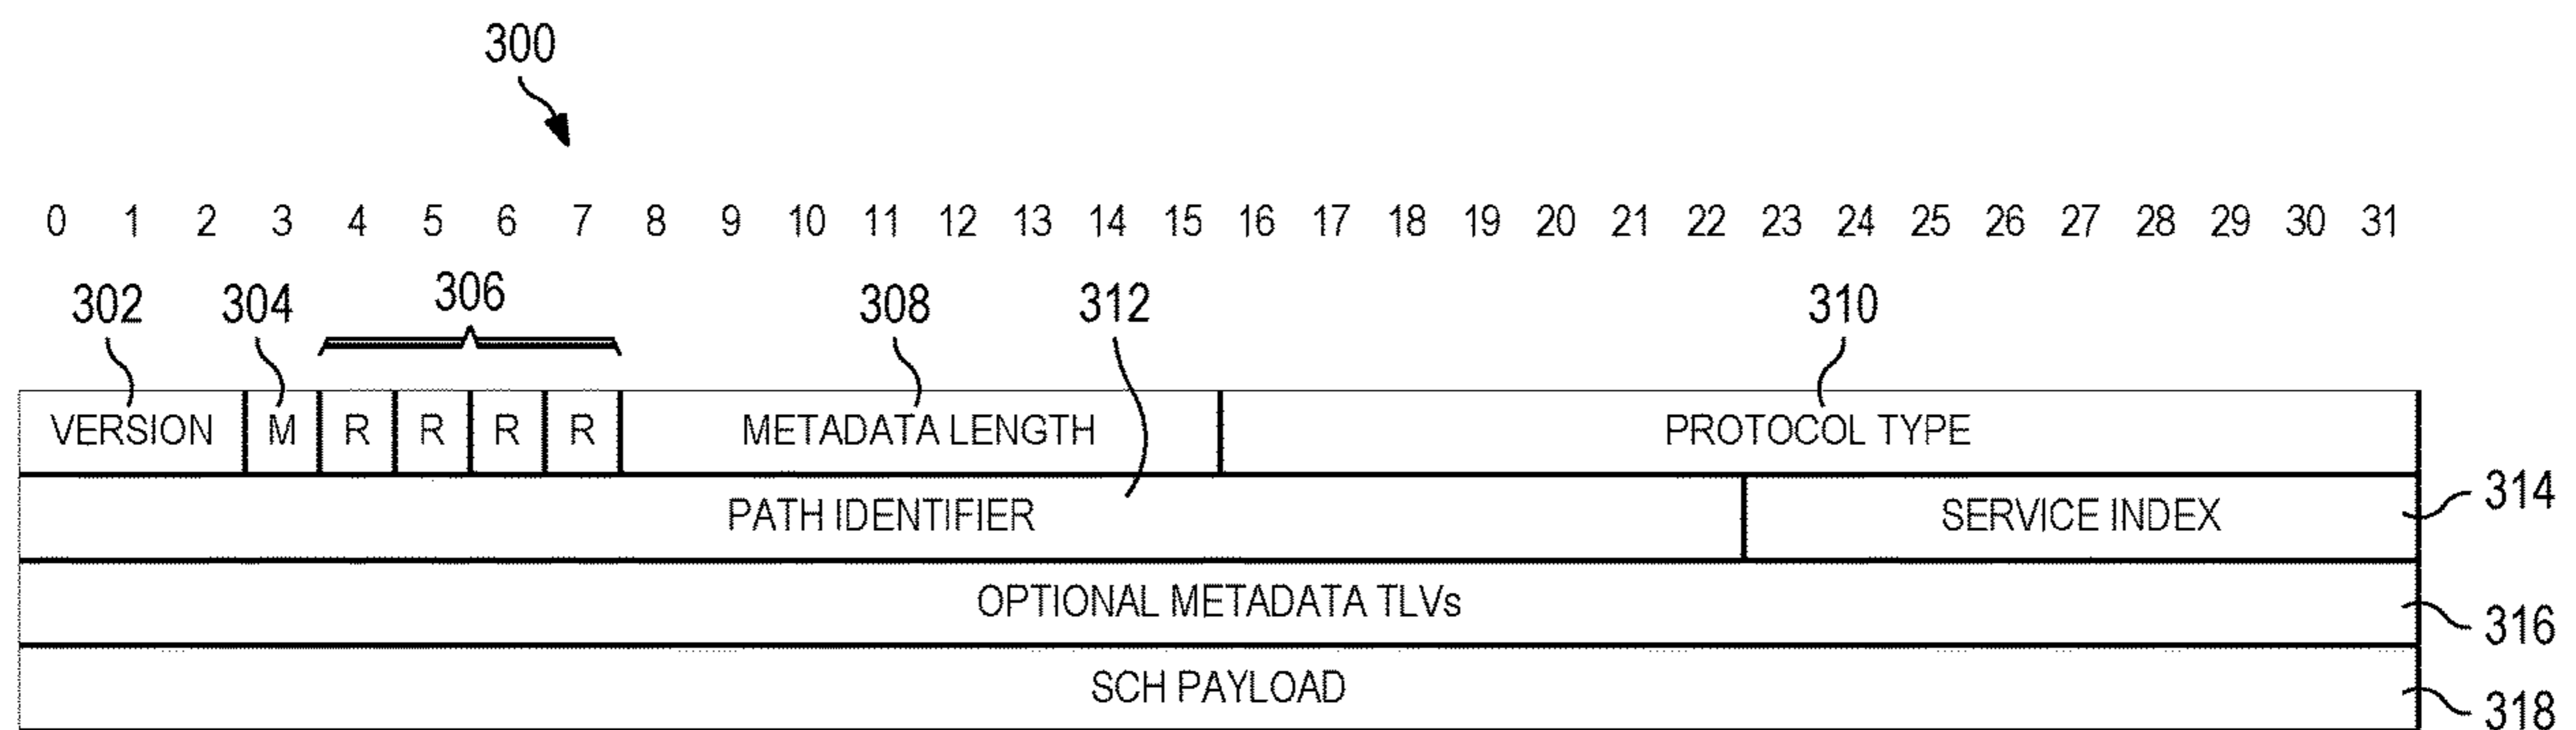 300
0 1 2 3 4 5 6 7 8 9 10 11 12 13 14 15 16 17 18 19 20 21 22 23 24 25 26 27 28 29 30 31
302 304 306 308 312 310
VERSION M R R R R METADATA LENGTH PROTOCOL TYPE
PATH IDENTIFIER SERVICE INDEX 314
OPTIONAL METADATA TLVs 316
SCH PAYLOAD 318